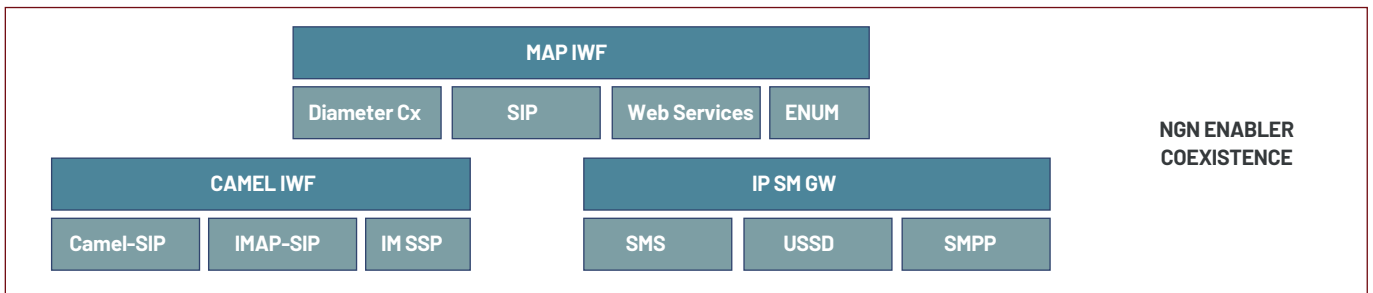 MAP IWF
Diameter Cx
SIP
Web Services
ENUM
NGN ENABLER
COEXISTENCE
CAMEL IWF
IP SM GW
Camel-SIP
IMAP-SIP
IM SSP
SMS
USSD
SMPP